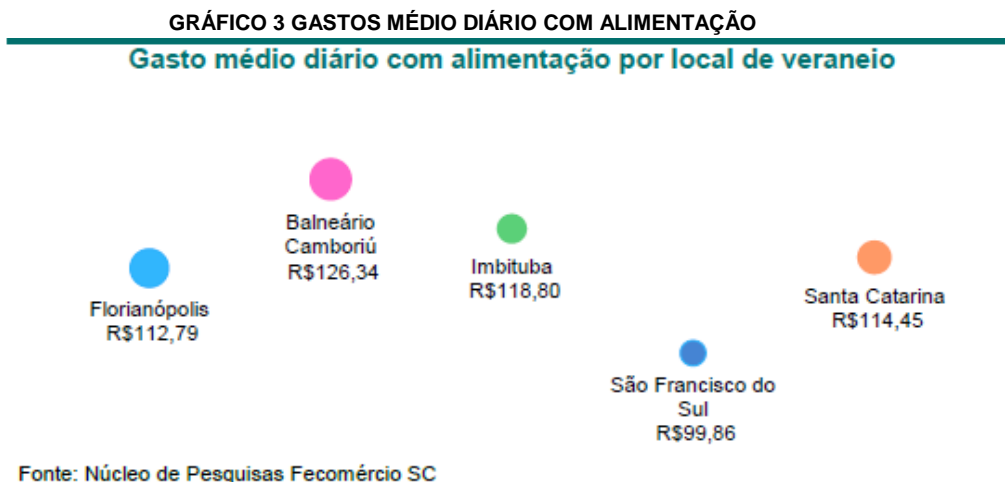 GRÁFICO 3 GASTOS MÉDIO DIÁRIO COM ALIMENTAÇÃO
Gasto médio diário com alimentação por local de veraneio
Balneário
Camboriú
R$126,34
Imbituba
R$118,80
Florianópolis
R$112,79
Santa Catarina
R$114,45
São Francisco do
Sul
R$99,86
Fonte: Núcleo de Pesquisas Fecomércio SC